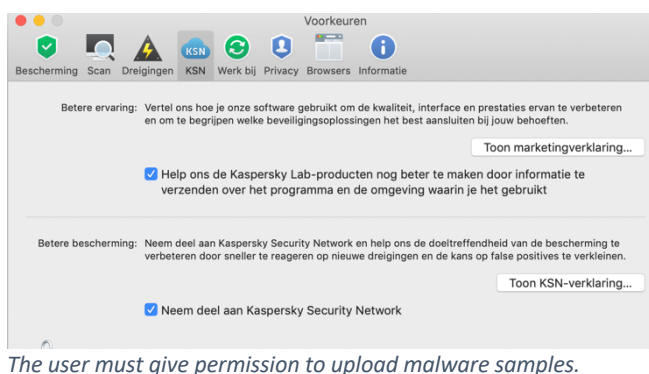 Voorkeuren
Bescherming Scan Dreigingen KSN Werk bij Privacy Browsers Informatie
Betere ervaring: Vertel ons hoe je onze software gebruikt om de kwaliteit, interface en prestaties ervan te verbeteren
en om te begrijpen welke beveiligingsoplossingen het best aansluiten bij jouw behoeften.
Toon marketingverklaring...
Help ons de Kaspersky Lab-producten nog beter te maken door informatie te
verzenden over het programma en de omgeving waarin je het gebruikt
Betere bescherming: Neem deel aan Kaspersky Security Network en help ons de doeltreffendheid van de bescherming te
verbeteren door sneller te reageren op nieuwe dreigingen en de kans op false positives te verkleinen.
Toon KSN-verklaring...
Neem deel aan Kaspersky Security Network
The user must give permission to upload malware samples.